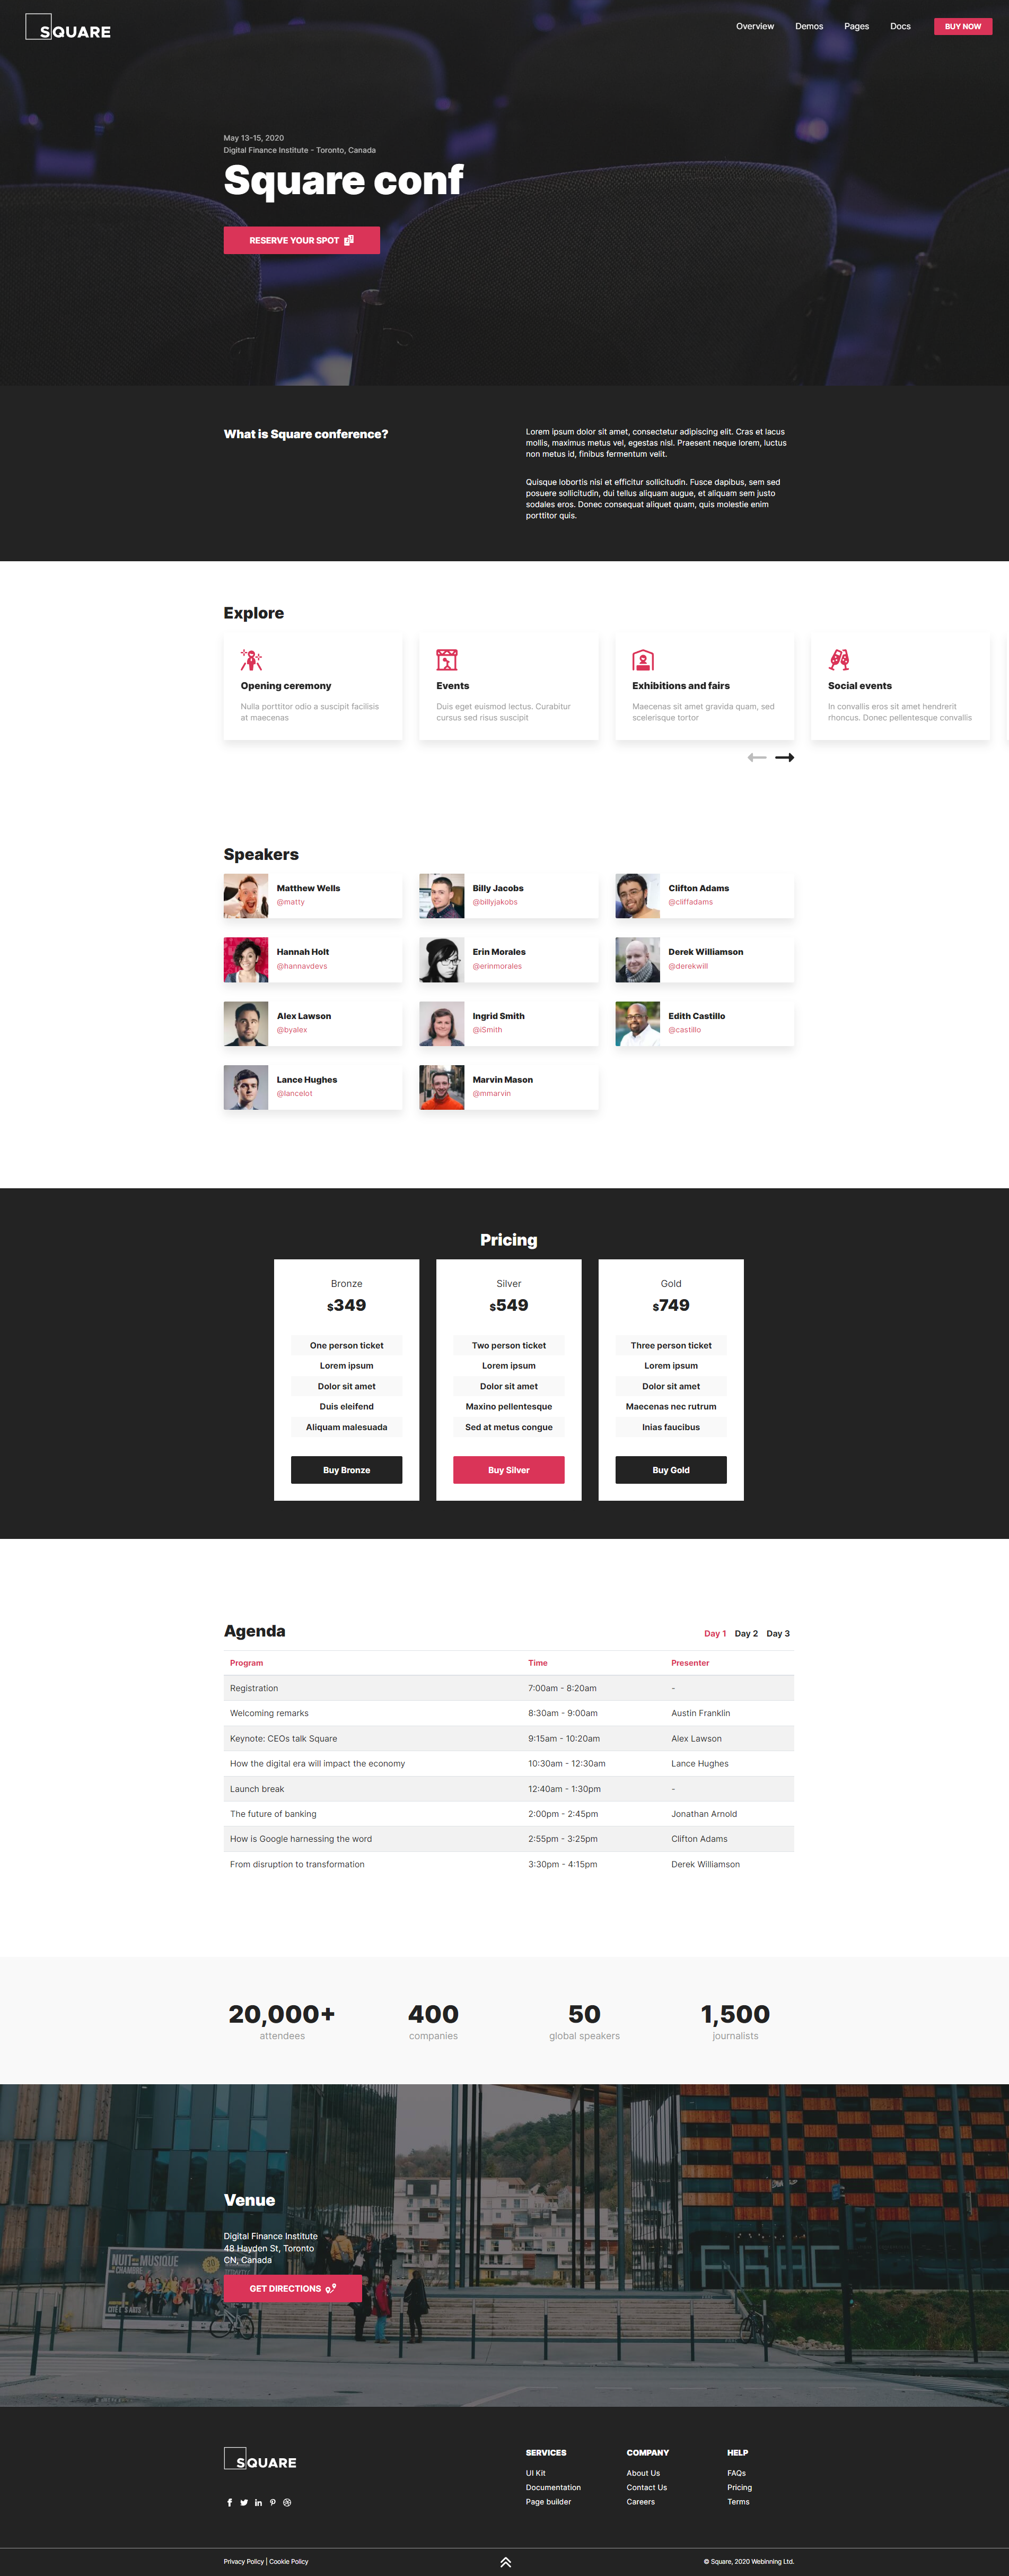 SQUARE
Overview Demos Pages Docs BUY NOW
May 13-15, 2020
Digital Finance Institute - Toronto, Canada
Square conf
RESERVE YOUR SPOT
What is Square conference?
Lorem ipsum dolor sit amet, consectetur adipiscing elit. Cras et lacus
mollis, maximus metus vel, egestas nisl. Praesent neque lorem, luctus
non metus id, finibus fermentum velit.
Quisque lobortis nisi et efficitur sollicitudin. Fusce dapibus, sem sed
posuere sollicitudin, dui tellus aliquam augue, et aliquam sem justo
sodales eros. Donec consequat aliquet quam, quis molestie enim
porttitor quis.
Explore
Opening ceremony
Nulla porttitor odio a suscipit facilisis
at maecenas
Events
Duis eget euismod lectus. Curabitur
cursus sed risus suscipit
Exhibitions and fairs
Maecenas sit amet gravida quam, sed
scelerisque tortor
Social events
In convallis eros sit amet hendrerit
rhoncus. Donec pellentesque convallis
Speakers
Matthew Wells
@matty
Billy Jacobs
@billyjakobs
Clifton Adams
@cliffadams
Hannah Holt
@hannavdevs
Erin Morales
@erinmorales
Derek Williamson
@derekwill
Alex Lawson
@byalex
Ingrid Smith
@iSmith
Edith Castillo
@castillo
Lance Hughes
@lancelot
Marvin Mason
@mmarvin
Pricing
Bronze
$349
One person ticket
Lorem ipsum
Dolor sit amet
Duis eleifend
Aliquam malesuada
Buy Bronze
Silver
$549
Two person ticket
Lorem ipsum
Dolor sit amet
Maxino pellentesque
Sed at metus congue
Buy Silver
Gold
$749
Three person ticket
Lorem ipsum
Dolor sit amet
Maecenas nec rutrum
Inias faucibus
Buy Gold
Agenda
Day 1 Day 2 Day 3
Program Time Presenter
Registration 7:00am - 8:20am -
Welcoming remarks 8:30am - 9:00am Austin Franklin
Keynote: CEOs talk Square 9:15am - 10:20am Alex Lawson
How the digital era will impact the economy 10:30am - 12:30am Lance Hughes
Launch break 12:40am - 1:30pm -
The future of banking 2:00pm - 2:45pm Jonathan Arnold
How is Google harnessing the word 2:55pm - 3:25pm Clifton Adams
From disruption to transformation 3:30pm - 4:15pm Derek Williamson
20,000+
attendees
400
companies
50
global speakers
1,500
journalists
Venue
Digital Finance Institute
48 Hayden St, Toronto
CN, Canada
GET DIRECTIONS
NUIT MUSIQUE
CHAMBRE
SQUARE
SERVICES
UI Kit
Documentation
Page builder
COMPANY
About Us
Contact Us
Careers
HELP
FAQs
Pricing
Terms
Privacy Policy | Cookie Policy
© Square, 2020 Webinning Ltd.